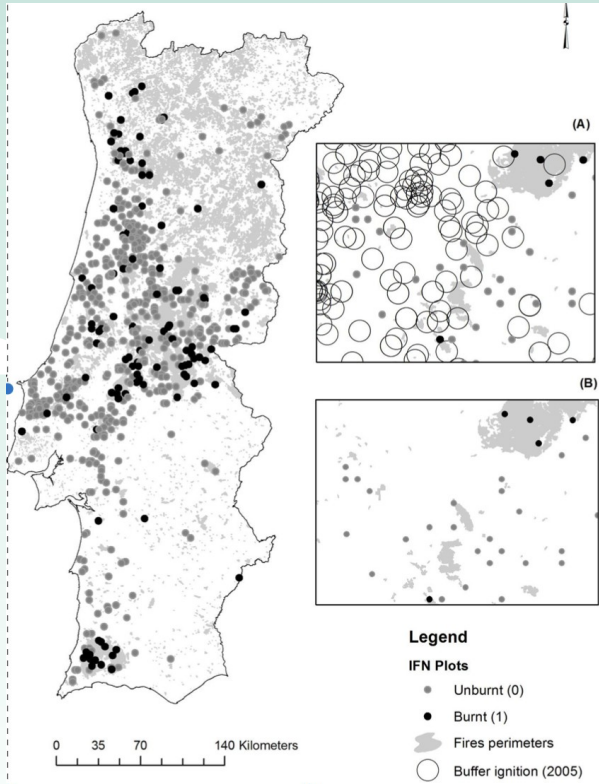 (A)
(B)
Legend
IFN Plots
Unburnt (0)
Burnt (1)
Fires perimeters
Buffer ignition (2005)
0 35 70 140 Kilometers